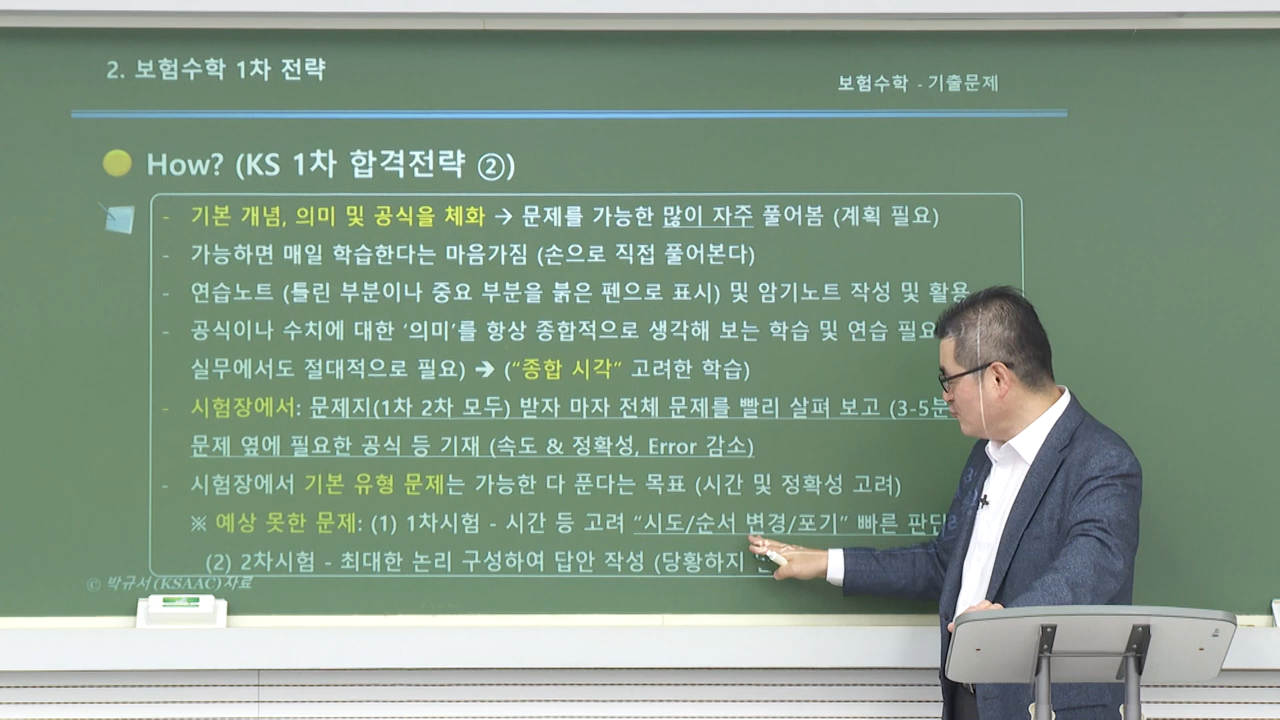 2. 보험수학 1차 전략
보험수학 - 기출문제
How? (KS 1차 합격전략 ②)
- 기본 개념, 의미 및 공식을 체화 → 문제를 가능한 많이 자주 풀어봄 (계획 필요)
- 가능하면 매일 학습한다는 마음가짐 (손으로 직접 풀어본다)
- 연습노트 (틀린 부분이나 중요 부분을 붉은 펜으로 표시) 및 암기노트 작성 및 활용
- 공식이나 수치에 대한 ‘의미’를 항상 종합적으로 생각해 보는 학습 및 연습 필요
실무에서도 절대적으로 필요) ➔ (“종합 시각” 고려한 학습)
- 시험장에서: 문제지(1차 2차 모두) 받자 마자 전체 문제를 빨리 살펴 보고 (3-5분
문제 옆에 필요한 공식 등 기재 (속도 & 정확성, Error 감소)
- 시험장에서 기본 유형 문제는 가능한 다 푼다는 목표 (시간 및 정확성 고려)
※ 예상 못한 문제: (1) 1차시험 - 시간 등 고려 “시도/순서 변경/포기” 빠른 판단
(2) 2차시험 - 최대한 논리 구성하여 답안 작성 (당황하지
© 박규서(KSAAC)자료